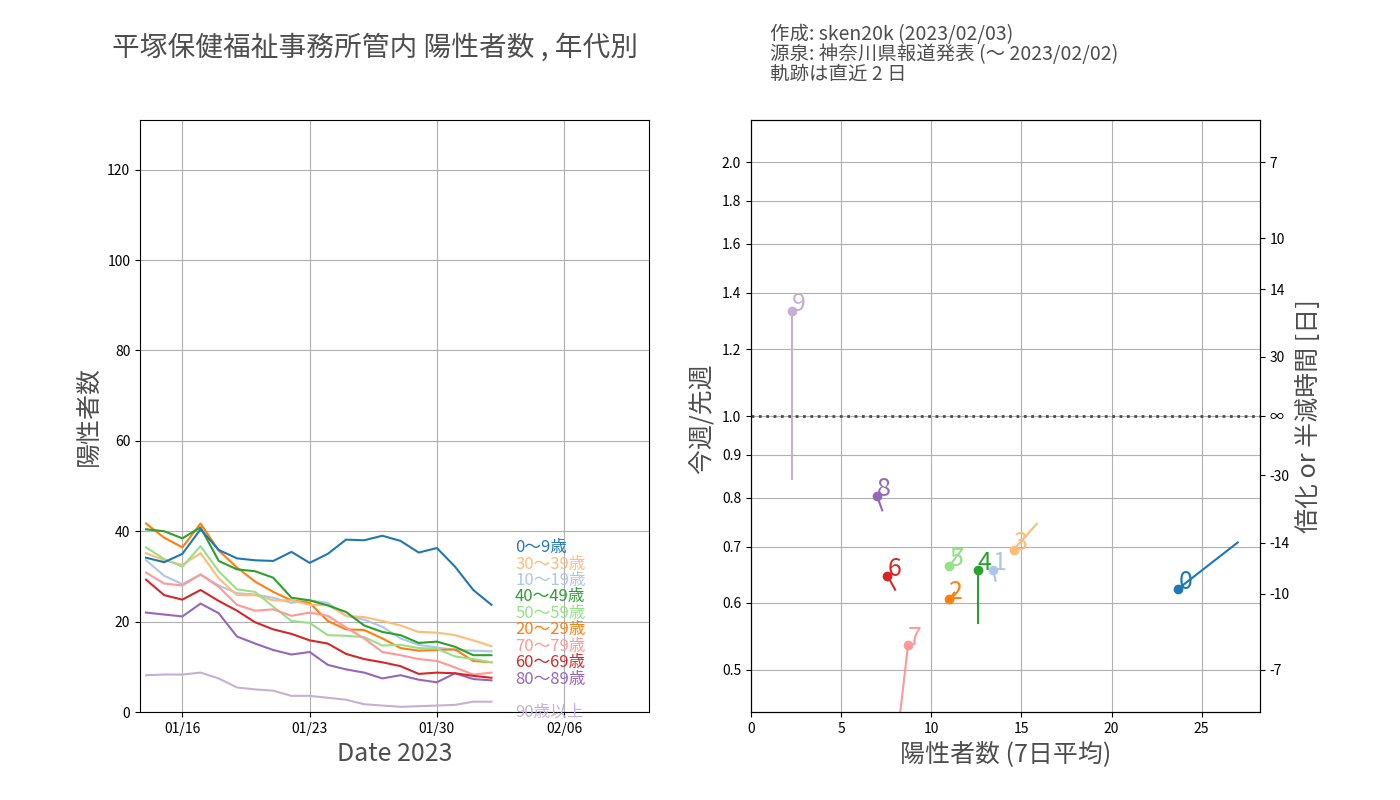 平塚保健福祉事務所管内 陽性者数 , 年代別
作成: sken20k (2023/02/03)
源泉: 神奈川県報道発表 (～ 2023/02/02)
軌跡は直近 2 日
陽性者数
120
100
80
60
40
20
0
0～9歳
30～39歳
10～19歳
40～49歳
50～59歳
20～29歳
70～79歳
60～69歳
80～89歳
90歳以上
01/16
01/23
01/30
02/06
Date 2023
今週/先週
2.0
1.8
1.6
1.4
1.2
1.0
0.9
0.8
0.7
0.6
0.5
9
8
3
5
4
1
6
0
2
7
7
10
14
30
∞
-30
-14
-10
-7
倍化 or 半減時間 [日]
0
5
10
15
20
25
陽性者数 (7日平均)